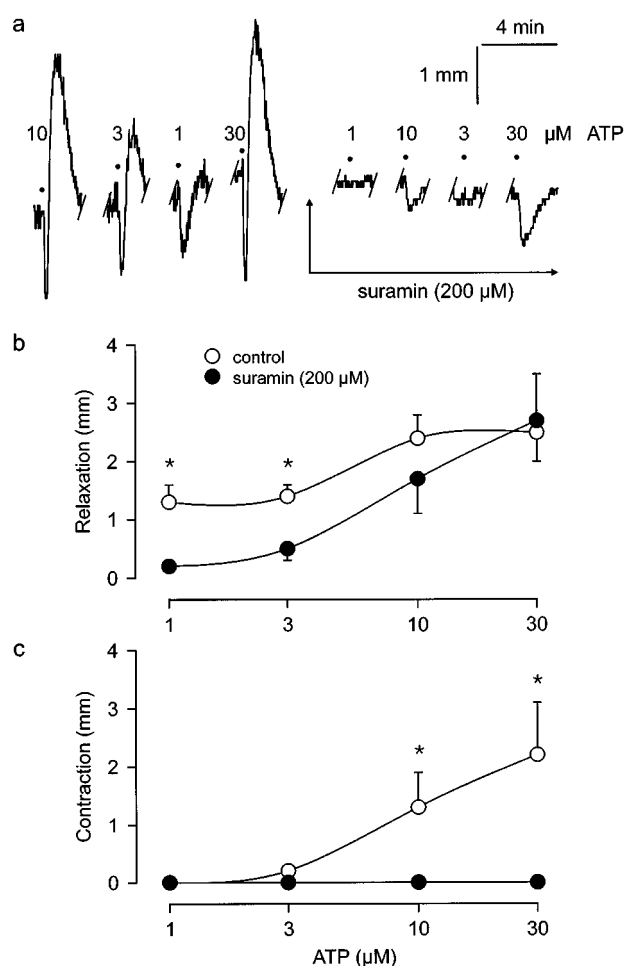 a
4 min
1 mm
10 3 1 30 1 10 3 30 µM ATP
suramin (200 µM)
b
4
3
2
1
0
Relaxation (mm)
control
suramin (200 µM)
* *
1 3 10 30
c
4
3
2
1
0
Contraction (mm)
*
*
1 3 10 30
ATP (µM)